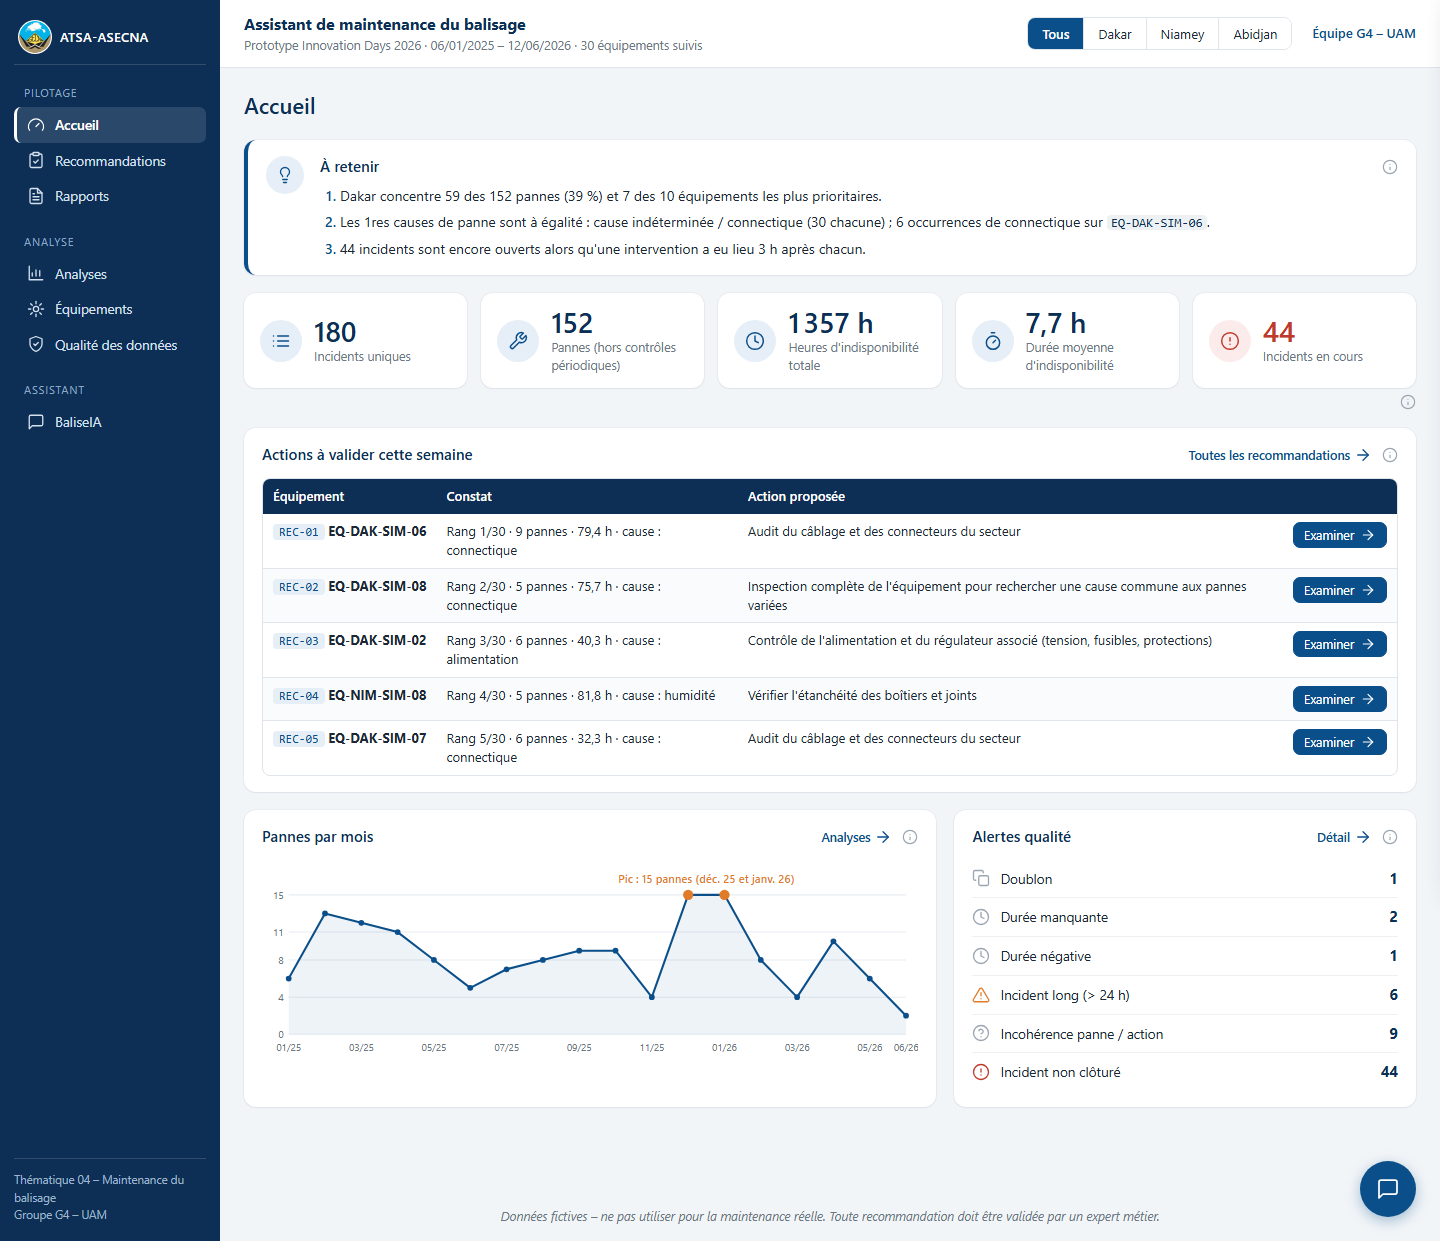 ATSA-ASECNA
PILOTAGE
Accueil
Recommandations
Rapports
ANALYSE
Analyses
Équipements
Qualité des données
ASSISTANT
BaliseIA
Thématique 04 – Maintenance du
balisage
Groupe G4 – UAM
Assistant de maintenance du balisage
Prototype Innovation Days 2026 · 06/01/2025 – 12/06/2026 · 30 équipements suivis
Tous Dakar Niamey Abidjan
Équipe G4 – UAM
Accueil
À retenir
1. Dakar concentre 59 des 152 pannes (39 %) et 7 des 10 équipements les plus prioritaires.
2. Les 1res causes de panne sont à égalité : cause indéterminée / connectique (30 chacune) ; 6 occurrences de connectique sur EQ-DAK-SIM-06.
3. 44 incidents sont encore ouverts alors qu'une intervention a eu lieu 3 h après chacun.
180
Incidents uniques
152
Pannes (hors contrôles
périodiques)
1 357 h
Heures d'indisponibilité
totale
7,7 h
Durée moyenne
d'indisponibilité
44
Incidents en cours
Actions à valider cette semaine
Toutes les recommandations
Équipement Constat Action proposée
REC-01 EQ-DAK-SIM-06 Rang 1/30 · 9 pannes · 79,4 h · cause : Audit du câblage et des connecteurs du secteur Examiner
connectique
REC-02 EQ-DAK-SIM-08 Rang 2/30 · 5 pannes · 75,7 h · cause : Inspection complète de l'équipement pour rechercher une cause commune aux pannes Examiner
connectique variées
REC-03 EQ-DAK-SIM-02 Rang 3/30 · 6 pannes · 40,3 h · cause : Contrôle de l'alimentation et du régulateur associé (tension, fusibles, protections) Examiner
alimentation
REC-04 EQ-NIM-SIM-08 Rang 4/30 · 5 pannes · 81,8 h · cause : humidité Vérifier l'étanchéité des boîtiers et joints Examiner
REC-05 EQ-DAK-SIM-07 Rang 5/30 · 6 pannes · 32,3 h · cause : Audit du câblage et des connecteurs du secteur Examiner
connectique
Pannes par mois
Analyses
Pic : 15 pannes (déc. 25 et janv. 26)
15
11
8
4
0
01/25 03/25 05/25 07/25 09/25 11/25 01/26 03/26 05/26 06/26
Alertes qualité
Détail
Doublon 1
Durée manquante 2
Durée négative 1
Incident long (> 24 h) 6
Incohérence panne / action 9
Incident non clôturé 44
Données fictives – ne pas utiliser pour la maintenance réelle. Toute recommandation doit être validée par un expert métier.